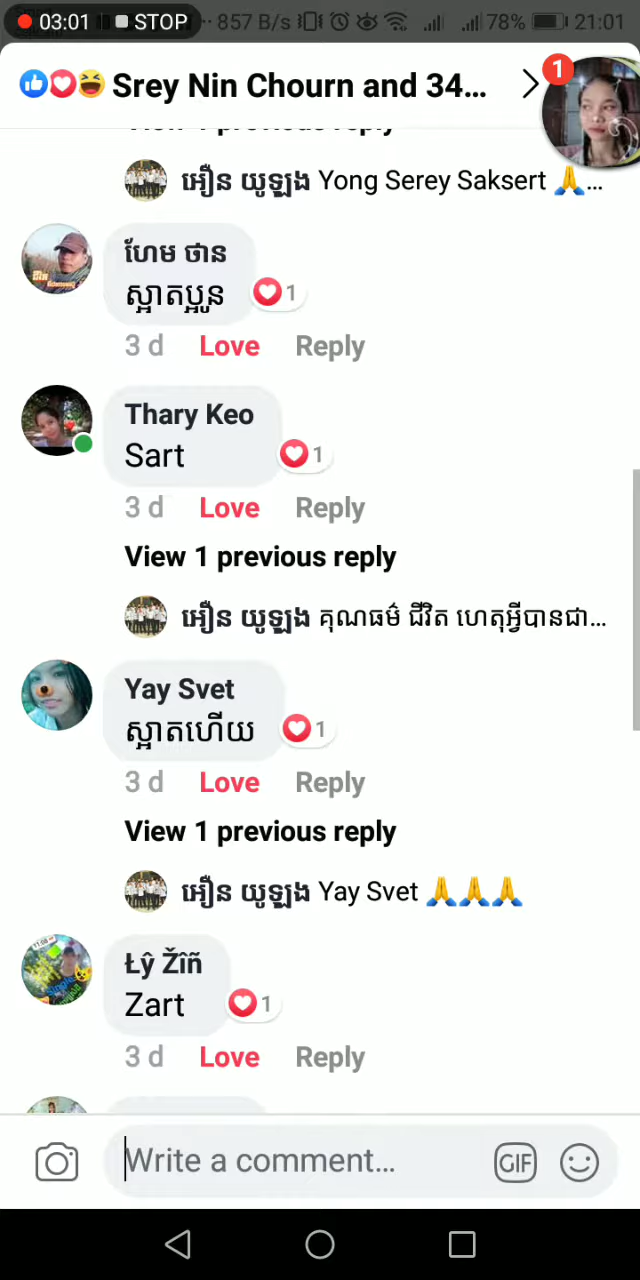 03:01 STOP 857 B/s 78% 21:01
Srey Nin Chourn and 34...
1
View 1 previous reply
អឿន យូឡុង Yong Serey Saksert 🙏...
ហែម ថាន
ស្អាតប្អូន
1
3 d Love Reply
Thary Keo
Sart
1
3 d Love Reply
View 1 previous reply
អឿន យូឡុង គុណធម៌ ជីវិត ហេតុអ្វីបានជា...
Yay Svet
ស្អាតហើយ
1
3 d Love Reply
View 1 previous reply
អឿន យូឡុង Yay Svet 🙏🙏🙏
Łŷ Žîñ
Zart
1
3 d Love Reply
Write a comment... GIF